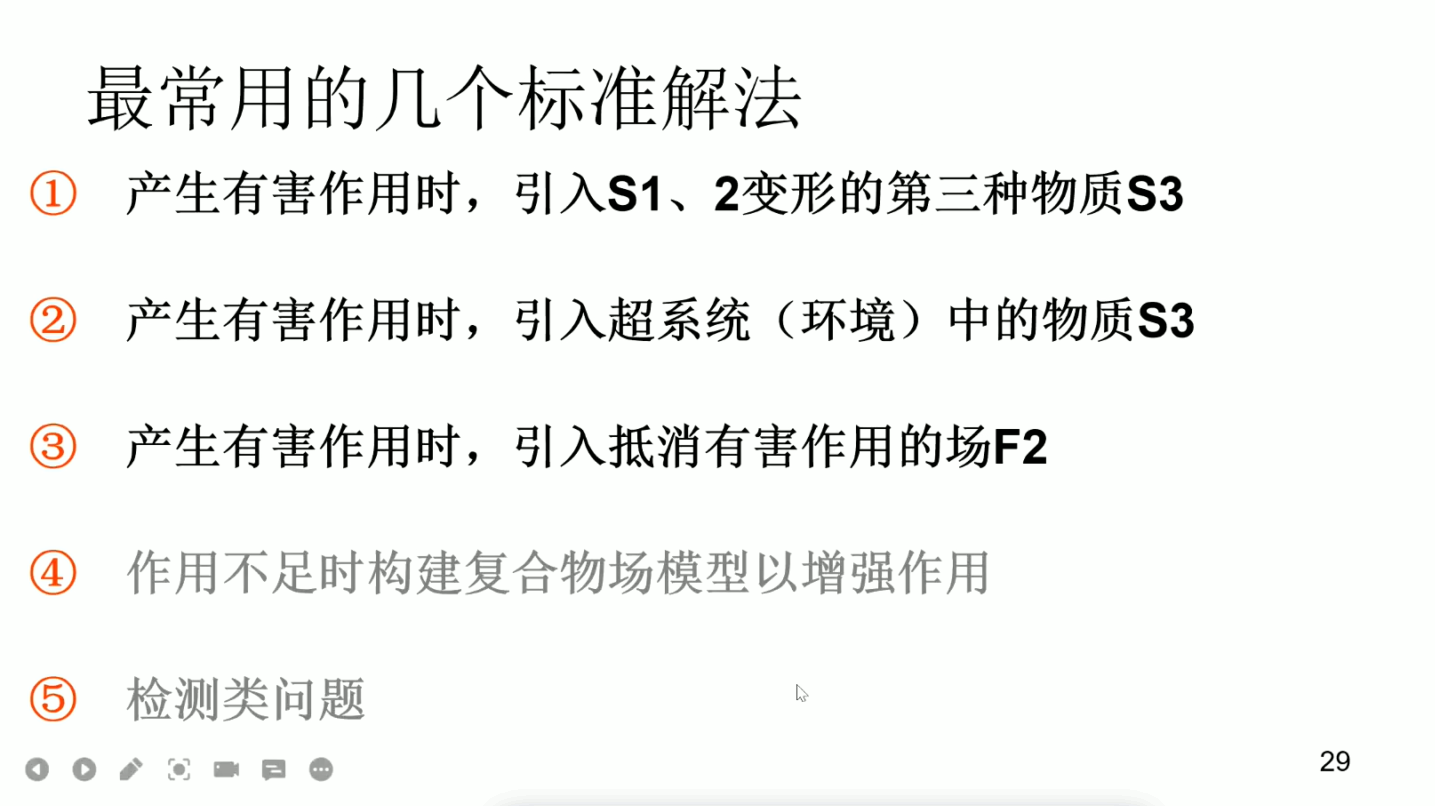 最常用的几个标准解法
① 产生有害作用时，引入S1、2变形的第三种物质S3
② 产生有害作用时，引入超系统（环境）中的物质S3
③ 产生有害作用时，引入抵消有害作用的场F2
④ 作用不足时构建复合物场模型以增强作用
⑤ 检测类问题
29